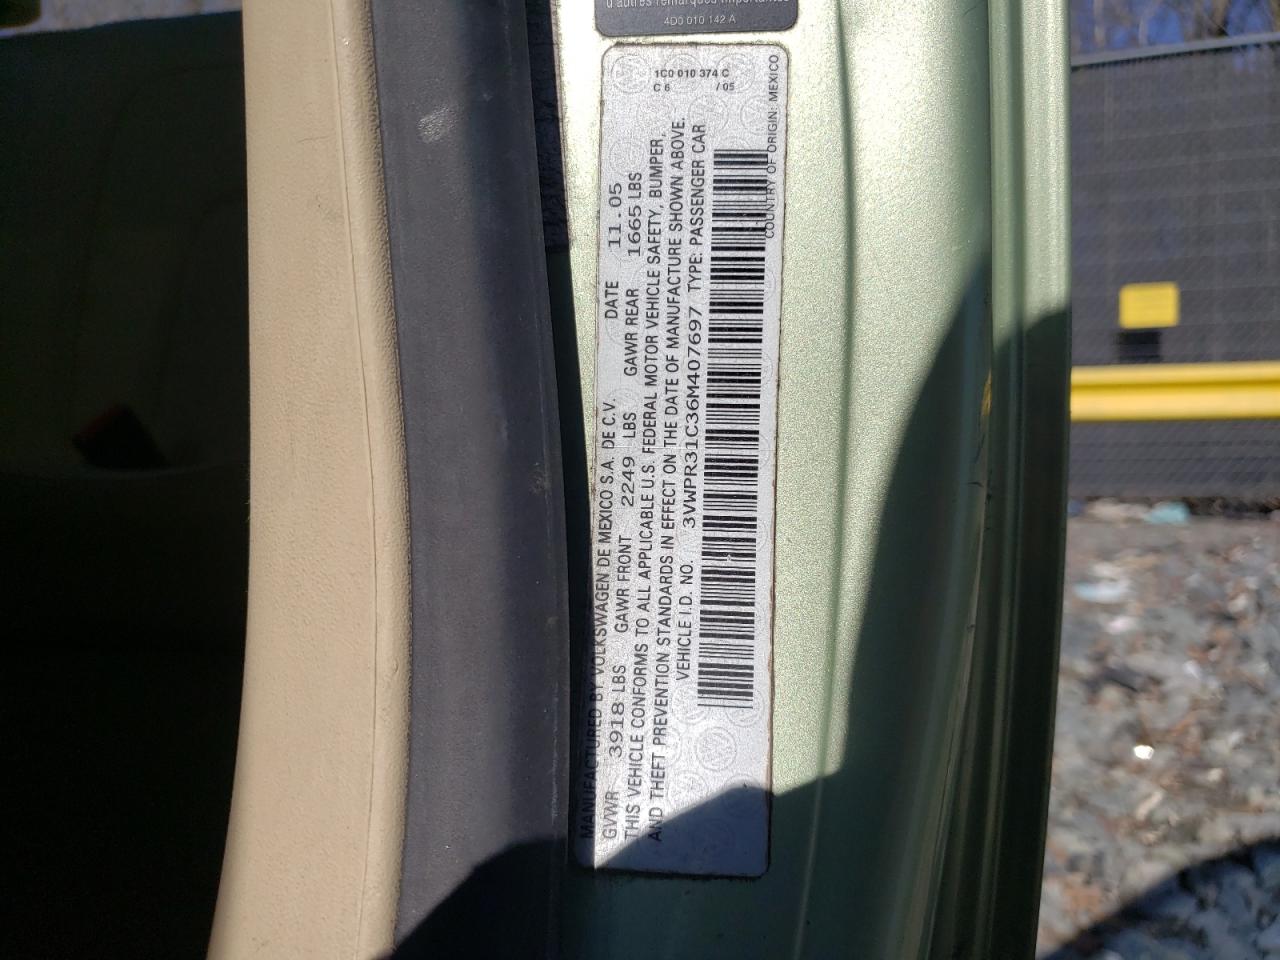 d'autres remarques importantes
4D0 010 142 A
1C0 010 374 C
C 6 / 05
MANUFACTURED BY VOLKSWAGEN DE MEXICO S.A. DE C.V. DATE 11.05
GVWR 3918 LBS GAWR FRONT 2249 LBS GAWR REAR 1665 LBS
THIS VEHICLE CONFORMS TO ALL APPLICABLE U.S. FEDERAL MOTOR VEHICLE SAFETY, BUMPER,
AND THEFT PREVENTION STANDARDS IN EFFECT ON THE DATE OF MANUFACTURE SHOWN ABOVE.
VEHICLE I.D. NO. 3VWPR31C36M407697 TYPE: PASSENGER CAR
COUNTRY OF ORIGIN: MEXICO